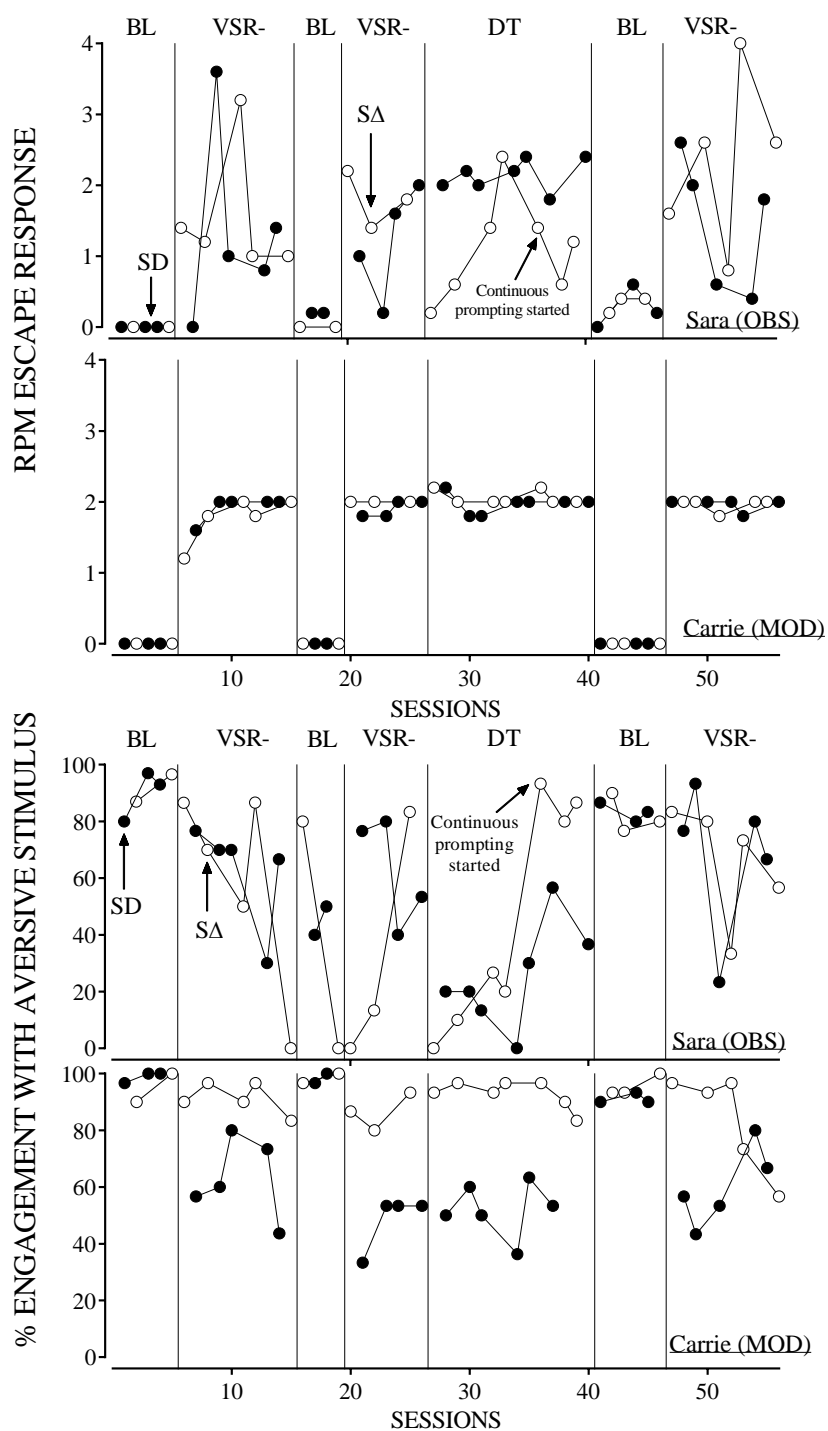 BL VSR- BL VSR- DT BL VSR-
4
3
2
1
0
SD
SΔ
Continuous
prompting started
Sara (OBS)
RPM ESCAPE RESPONSE
4
3
2
1
0
Carrie (MOD)
10 20 30 40 50
SESSIONS
BL VSR- BL VSR- DT BL VSR-
100
80
60
40
20
0
SD
SΔ
Continuous
prompting
started
Sara (OBS)
% ENGAGEMENT WITH AVERSIVE STIMULUS
100
80
60
40
20
0
Carrie (MOD)
10 20 30 40 50
SESSIONS